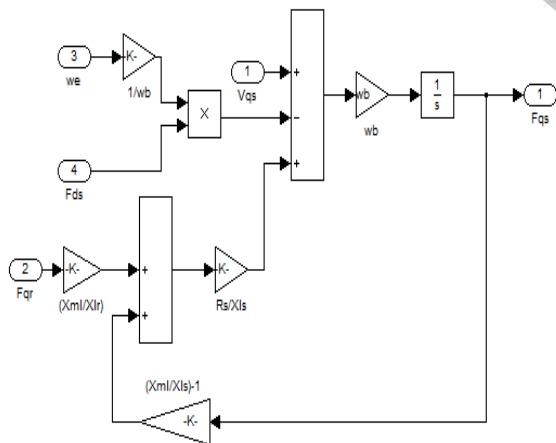 3
we
K-
1/wb
1
Vqs
+
X
−
wb
wb
1
s
1
Fqs
4
Fds
+
2
Fqr
-K-
(Xml/Xlr)
+
+
K-
Rs/Xls
(Xml/Xls)-1
-K-